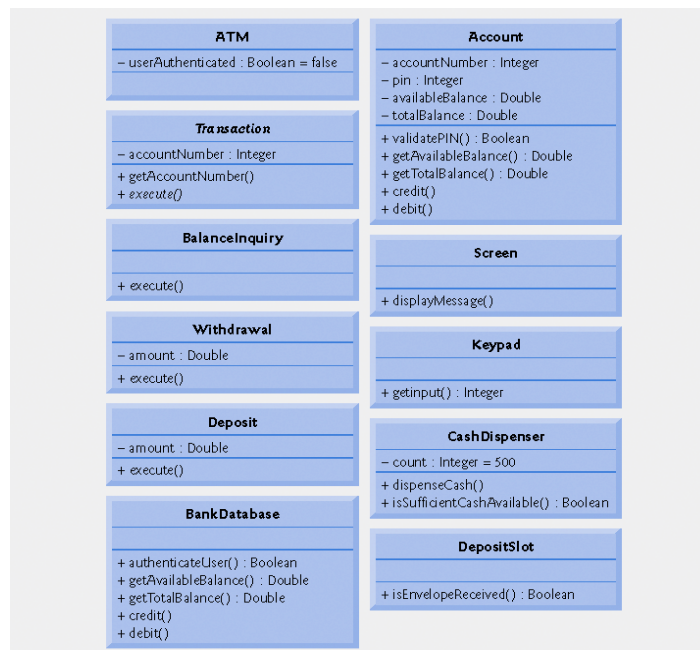 ATM
– userAuthenticated : Boolean = false
Transaction
– accountNumber : Integer
+ getAccountNumber()
+ execute()
BalanceInquiry
+ execute()
Withdrawal
– amount : Double
+ execute()
Deposit
– amount : Double
+ execute()
BankDatabase
+ authenticateUser() : Boolean
+ getAvailableBalance() : Double
+ getTotalBalance() : Double
+ credit()
+ debit()
Account
– accountNumber : Integer
– pin : Integer
– availableBalance : Double
– totalBalance : Double
+ validatePIN() : Boolean
+ getAvailableBalance() : Double
+ getTotalBalance() : Double
+ credit()
+ debit()
Screen
+ displayMessage()
Keypad
+ getinput() : Integer
CashDispenser
– count : Integer = 500
+ dispenseCash()
+ isSufficientCashAvailable() : Boolean
DepositSlot
+ isEnvelopeReceived() : Boolean